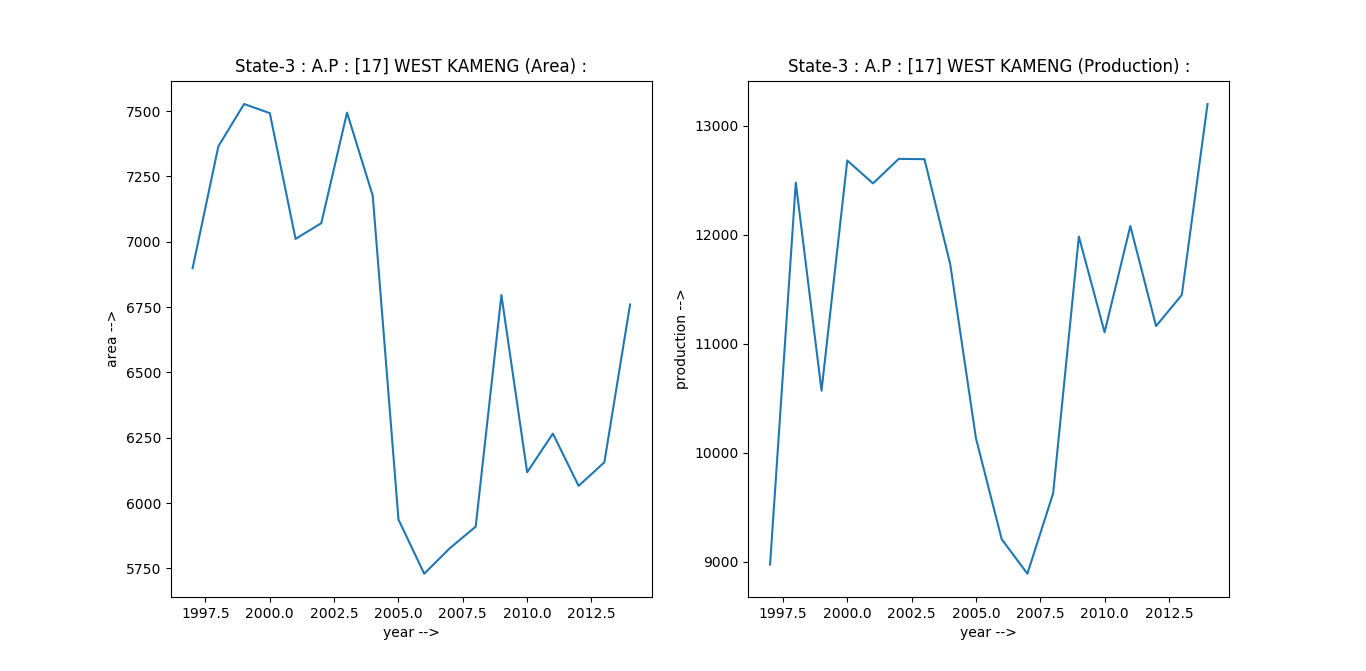 State-3 : A.P : [17] WEST KAMENG (Area) :
7500
7250
7000
6750
6500
6250
6000
5750
area -->
1997.5 2000.0 2002.5 2005.0 2007.5 2010.0 2012.5
year -->
State-3 : A.P : [17] WEST KAMENG (Production) :
13000
12000
11000
10000
9000
production -->
1997.5 2000.0 2002.5 2005.0 2007.5 2010.0 2012.5
year -->